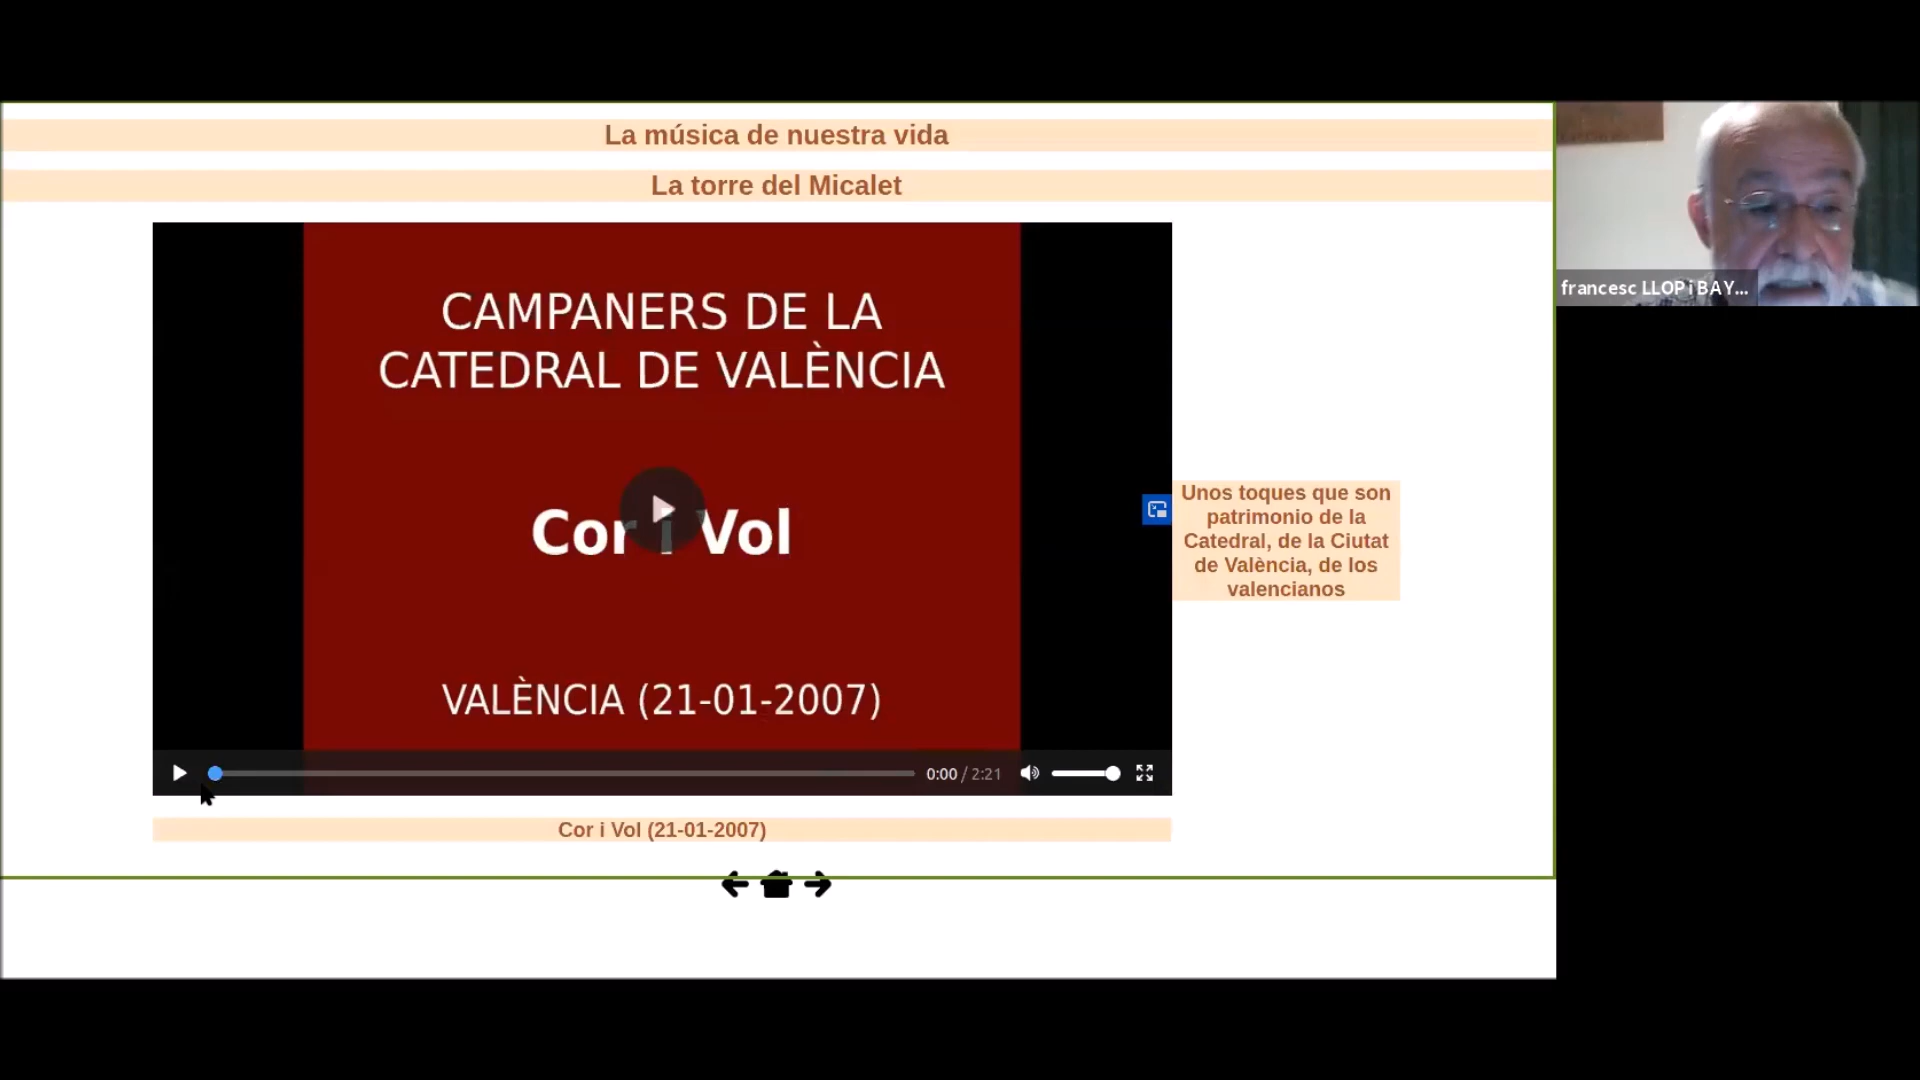 La música de nuestra vida
La torre del Micalet
CAMPANERS DE LA
CATEDRAL DE VALÈNCIA
Cor i Vol
VALÈNCIA (21-01-2007)
0:00 / 2:21
Unos toques que son
patrimonio de la
Catedral, de la Ciutat
de València, de los
valencianos
Cor i Vol (21-01-2007)
francesc LLOP i BAY...